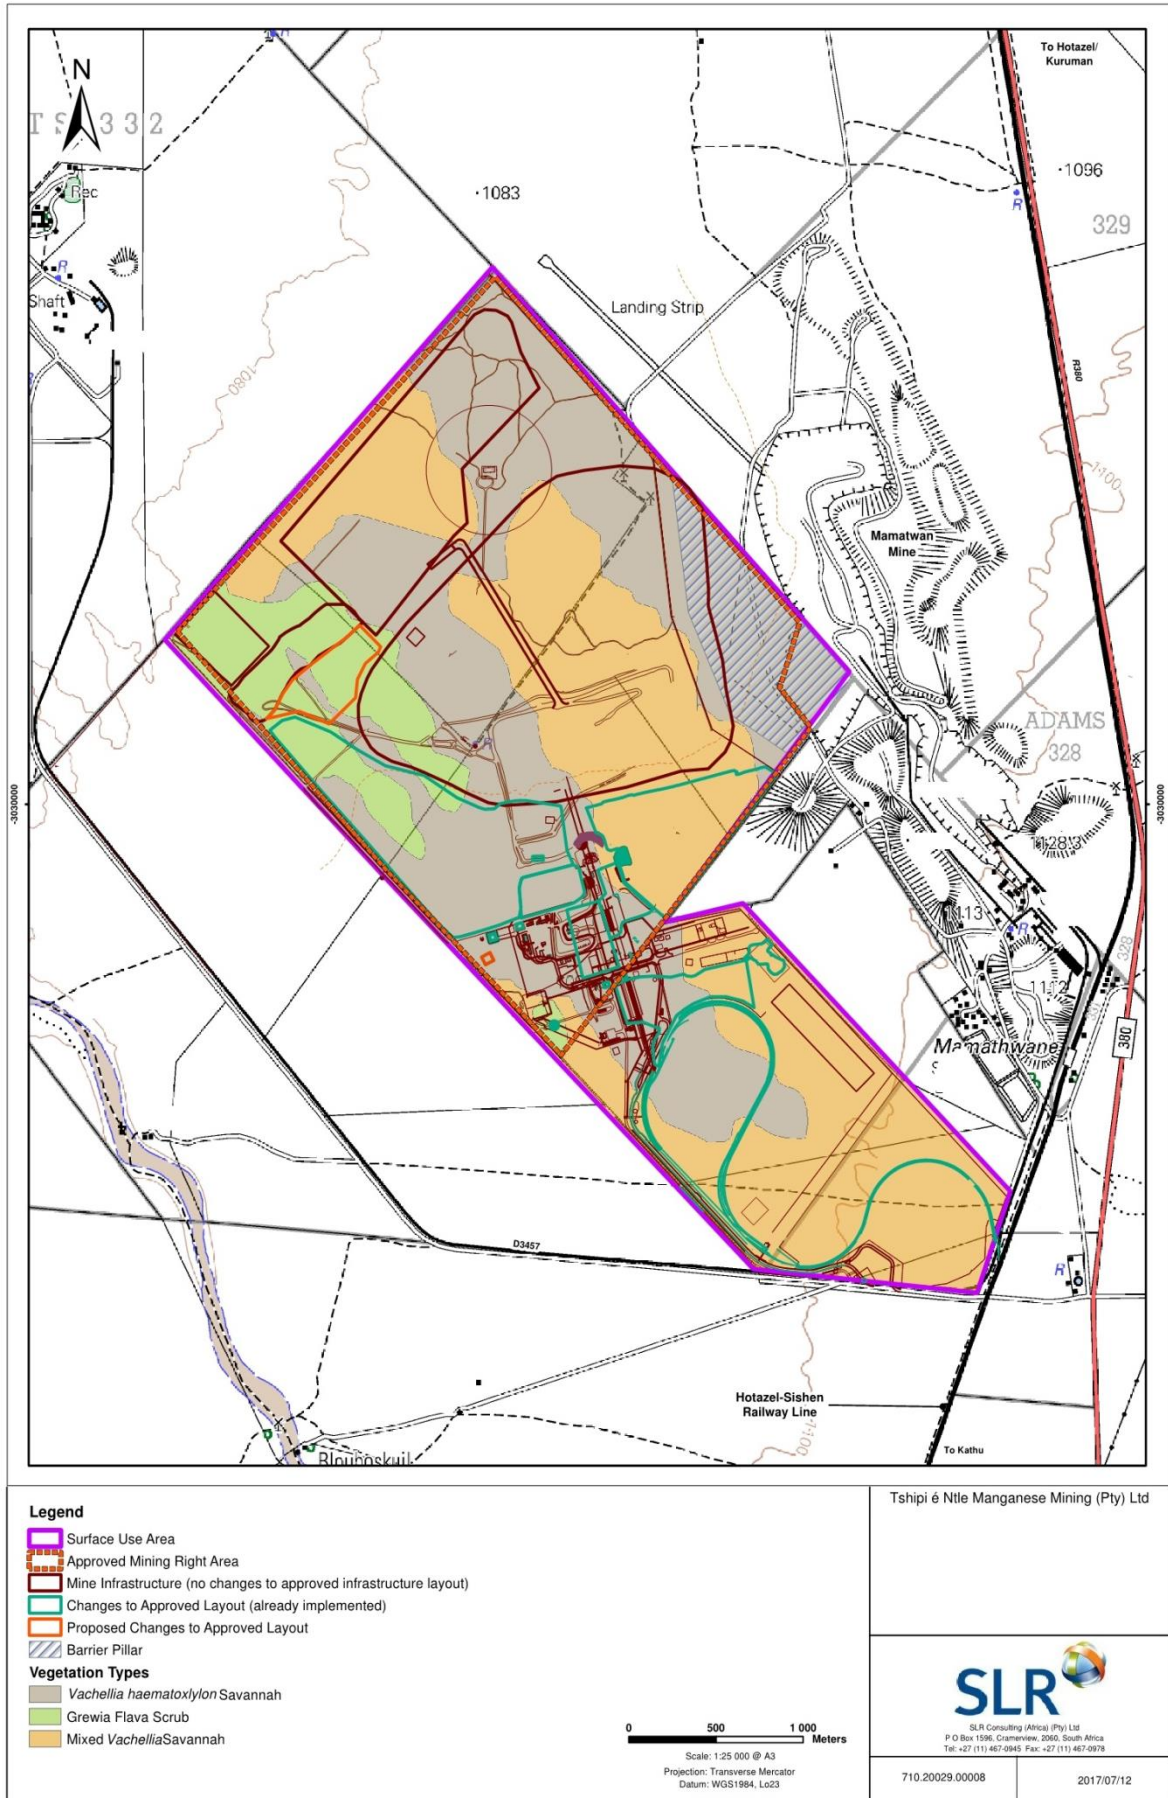 To Hotazel/
Kuruman
N
T S 3 3 2
Rec
R
1083
1096
R
329
R
Shaft
Landing Strip
1080
R380
1100
Mamatwan
Mine
ADAMS
328
R
-3030000
-3030000
1128.3
1113
R
328
1112
380
Mamathwane
D3457
R
Hotazel-Sishen
Railway Line
1100
To Kathu
Blouboskuil
Legend
Surface Use Area
Approved Mining Right Area
Mine Infrastructure (no changes to approved infrastructure layout)
Changes to Approved Layout (already implemented)
Proposed Changes to Approved Layout
Barrier Pillar
Vegetation Types
Vachellia haematoxlylon Savannah
Grewia Flava Scrub
Mixed VachelliaSavannah
0 500 1 000
Meters
Scale: 1:25 000 @ A3
Projection: Transverse Mercator
Datum: WGS1984, Lo23
Tshipi é Ntle Manganese Mining (Pty) Ltd
SLR
SLR Consulting (Africa) (Pty) Ltd
P O Box 1596, Cramerview, 2060, South Africa
Tel: +27 (11) 467-0945 Fax: +27 (11) 467-0978
710.20029.00008
2017/07/12